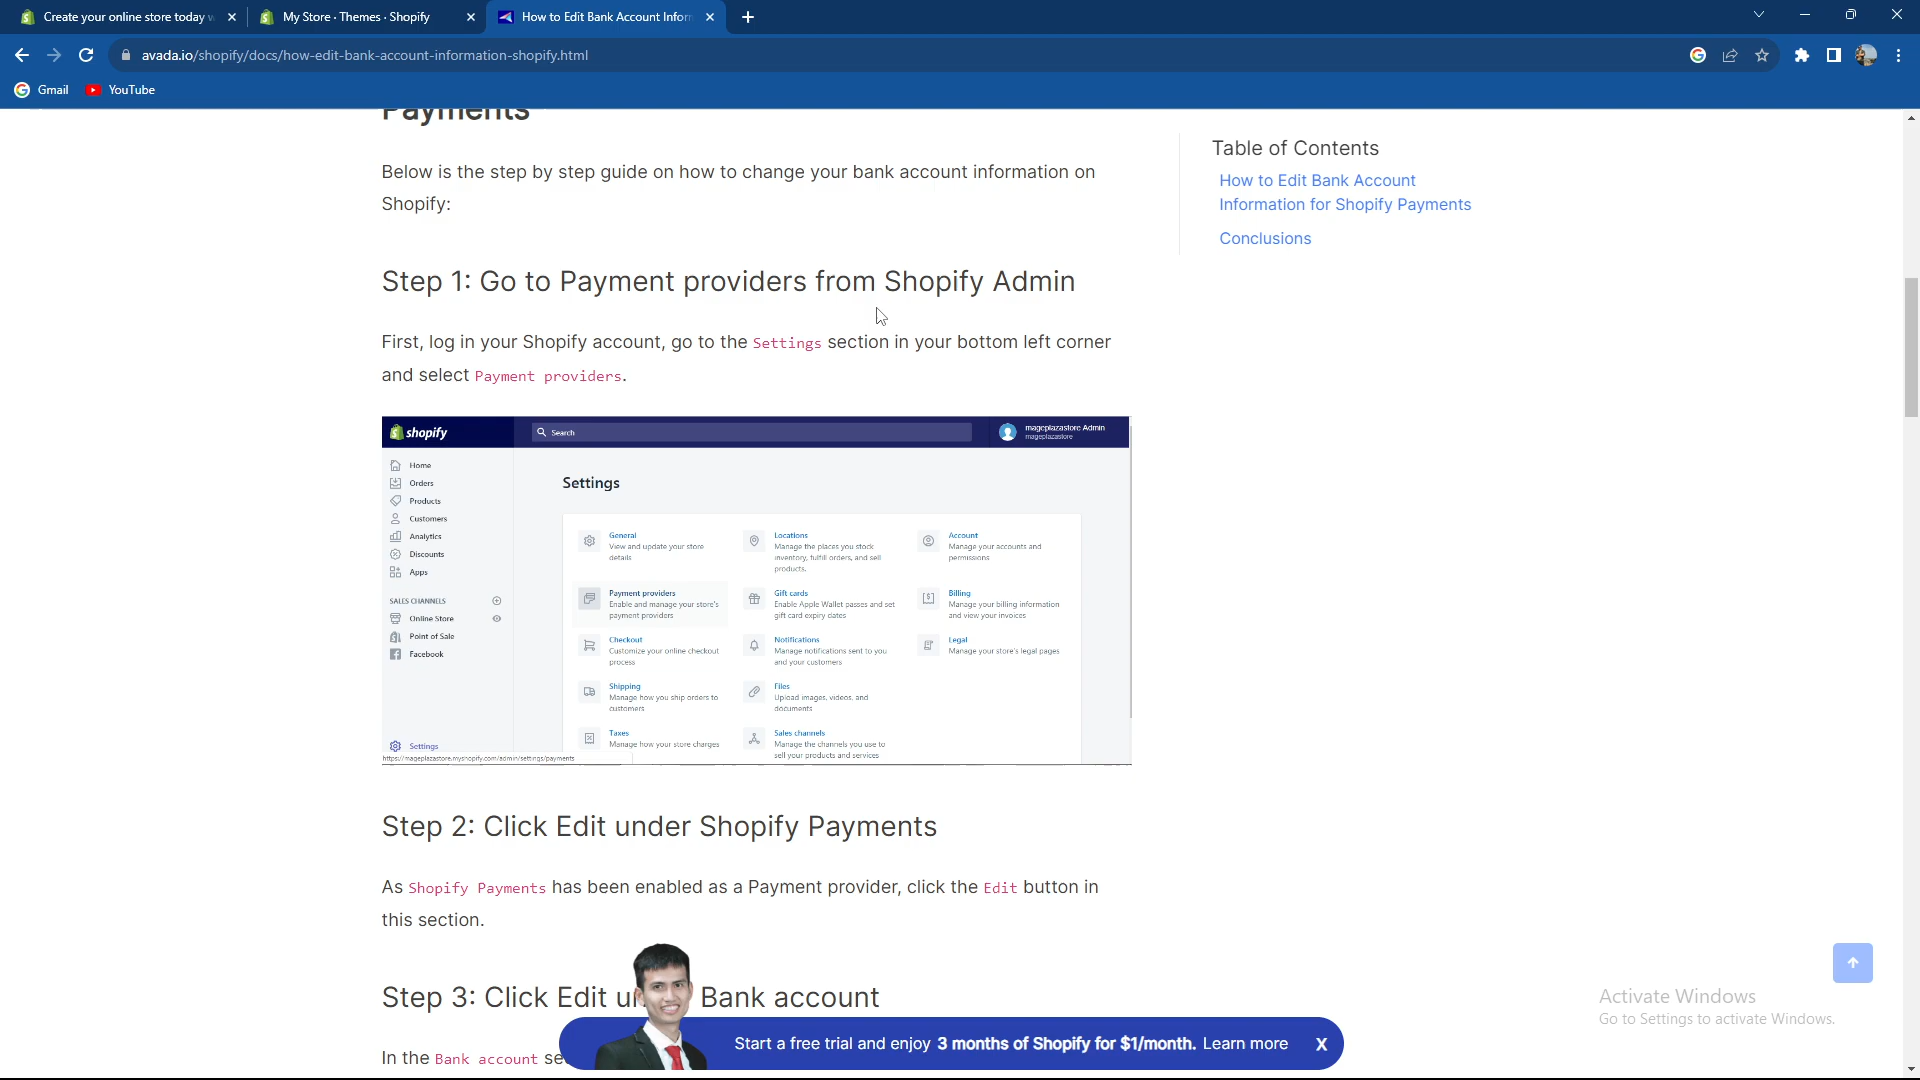 Create your online store today w
My Store · Themes · Shopify
How to Edit Bank Account Inform
avada.io/shopify/docs/how-edit-bank-account-information-shopify.html
Gmail
YouTube
Payments
Below is the step by step guide on how to change your bank account information on
Shopify:
Step 1: Go to Payment providers from Shopify Admin
First, log in your Shopify account, go to the Settings section in your bottom left corner
and select Payment providers.
shopify
Search
mageplazastore Admin
mageplazastore
Home
Orders
Products
Customers
Analytics
Discounts
Apps
SALES CHANNELS
Online Store
Point of Sale
Facebook
Settings
https://mageplazastore.myshopify.com/admin/settings/payments
Settings
General
View and update your store
details
Locations
Manage the places you stock
inventory, fulfill orders, and sell
products.
Account
Manage your accounts and
permissions
Payment providers
Enable and manage your store's
payment providers
Gift cards
Enable Apple Wallet passes and set
gift card expiry dates
Billing
Manage your billing information
and view your invoices
Checkout
Customize your online checkout
process
Notifications
Manage notifications sent to you
and your customers
Legal
Manage your store's legal pages
Shipping
Manage how you ship orders to
customers
Files
Upload images, videos, and
documents
Taxes
Manage how your store charges
Sales channels
Manage the channels you use to
sell your products and services
Step 2: Click Edit under Shopify Payments
As Shopify Payments has been enabled as a Payment provider, click the Edit button in
this section.
Step 3: Click Edit un Bank account
In the Bank account se
Start a free trial and enjoy 3 months of Shopify for $1/month. Learn more X
Table of Contents
How to Edit Bank Account
Information for Shopify Payments
Conclusions
Activate Windows
Go to Settings to activate Windows.